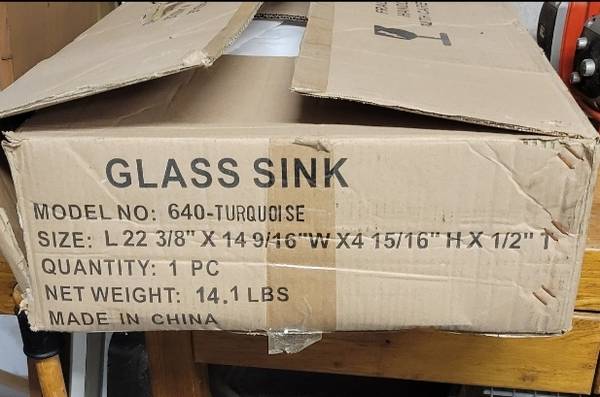 FRAGILE
GLASS SINK
MODEL NO: 640-TURQUOISE
SIZE: L 22 3/8" X 14 9/16"W X4 15/16" H X 1/2" T
QUANTITY: 1 PC
NET WEIGHT: 14.1 LBS
MADE IN CHINA